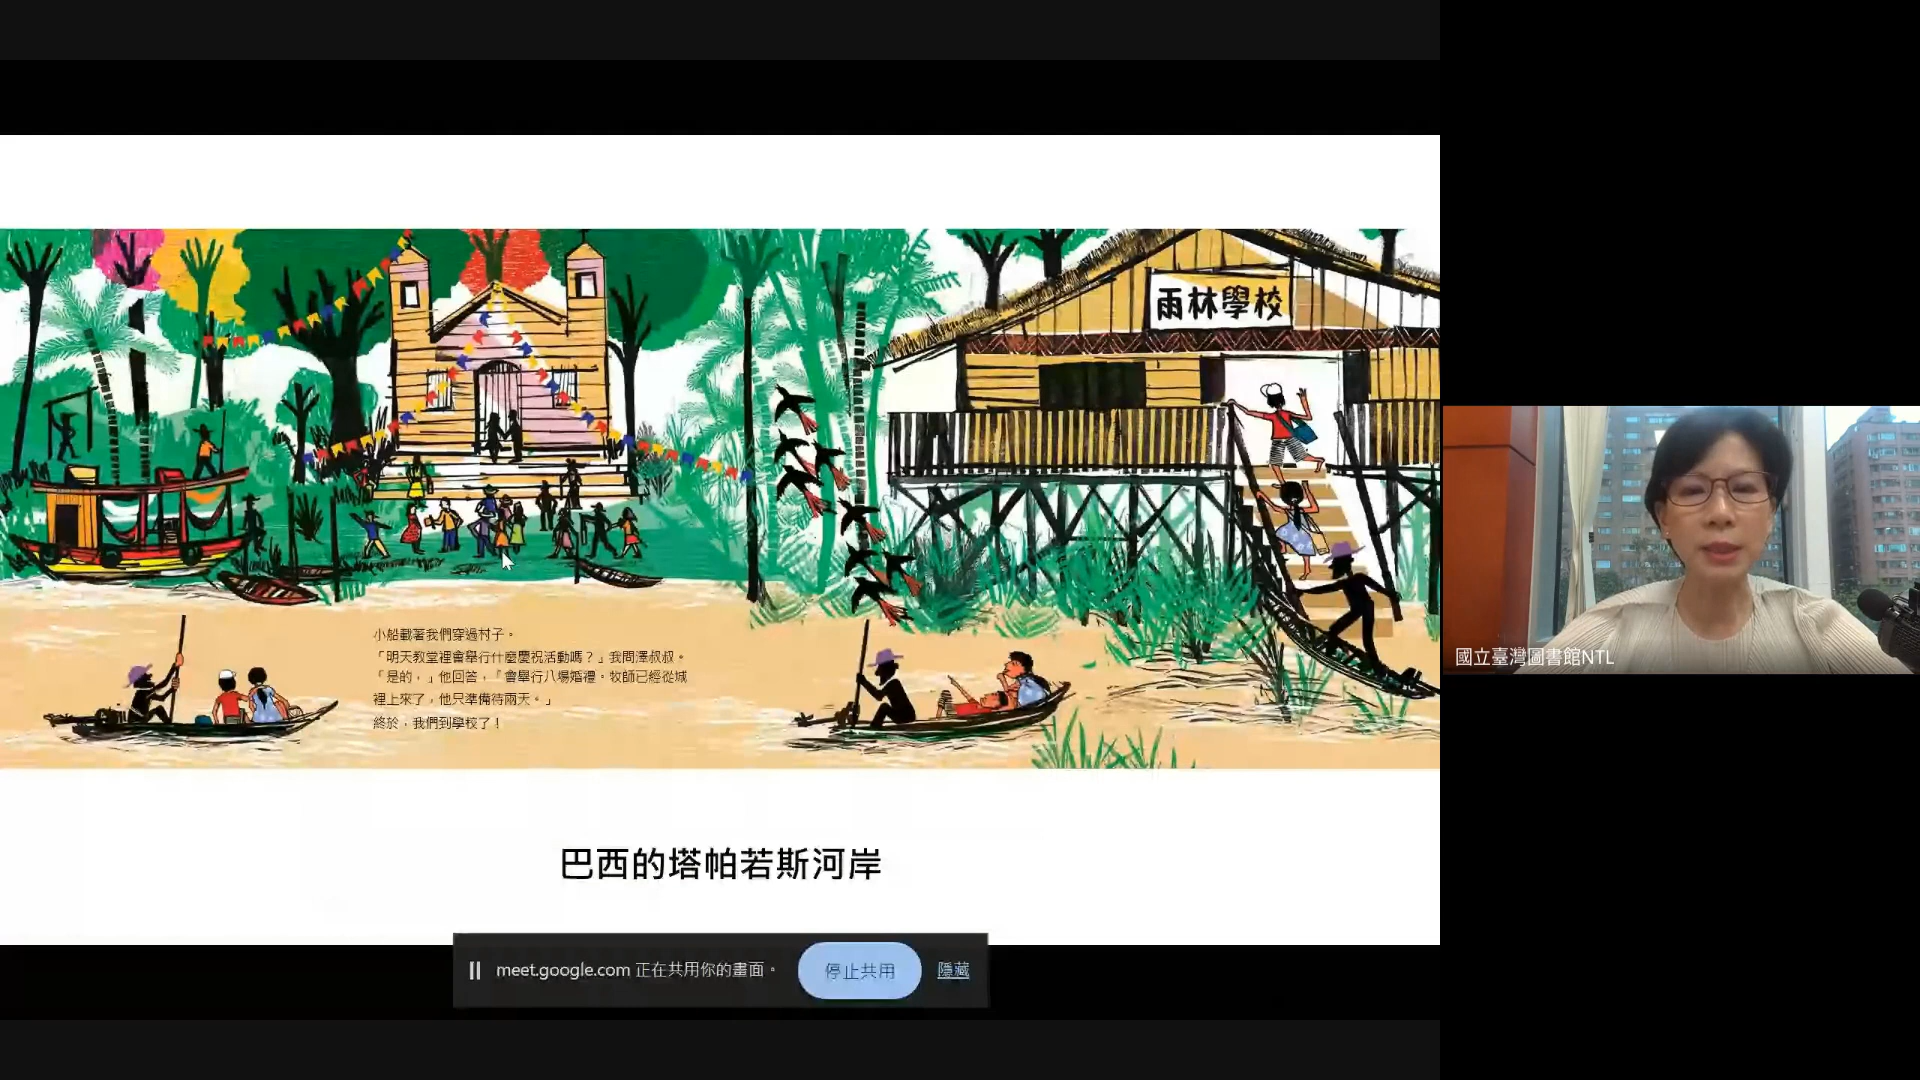 雨林學校
小船載著我們穿過村子。
「明天教堂裡會舉行什麼慶祝活動嗎？」我問澤叔叔。
「是的，」他回答，「會舉行八場婚禮。牧師已經從城
裡上來了，他只準備待兩天。」
終於，我們到學校了！
巴西的塔帕若斯河岸
meet.google.com 正在共用你的畫面。
停止共用
隱藏
國立臺灣圖書館NTL